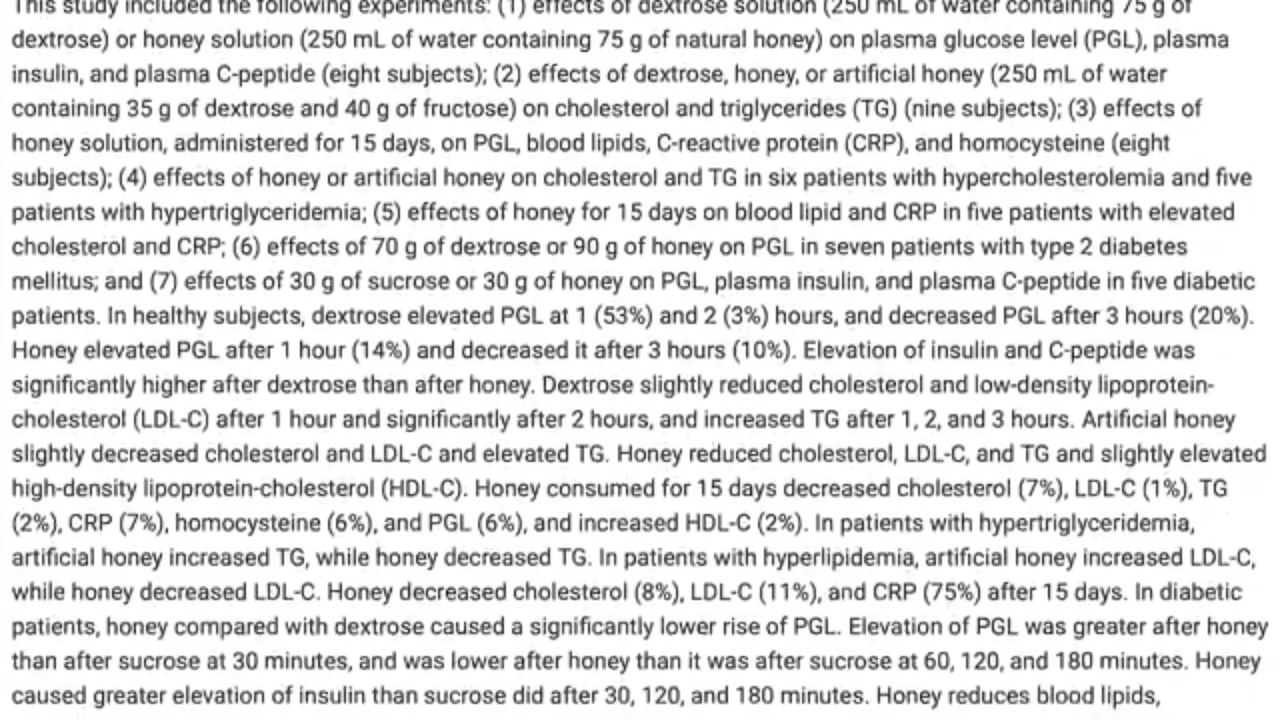 This study included the following experiments: (1) effects of dextrose solution (250 mL of water containing 75 g of
dextrose) or honey solution (250 mL of water containing 75 g of natural honey) on plasma glucose level (PGL), plasma
insulin, and plasma C-peptide (eight subjects); (2) effects of dextrose, honey, or artificial honey (250 mL of water
containing 35 g of dextrose and 40 g of fructose) on cholesterol and triglycerides (TG) (nine subjects); (3) effects of
honey solution, administered for 15 days, on PGL, blood lipids, C-reactive protein (CRP), and homocysteine (eight
subjects); (4) effects of honey or artificial honey on cholesterol and TG in six patients with hypercholesterolemia and five
patients with hypertriglyceridemia; (5) effects of honey for 15 days on blood lipid and CRP in five patients with elevated
cholesterol and CRP; (6) effects of 70 g of dextrose or 90 g of honey on PGL in seven patients with type 2 diabetes
mellitus; and (7) effects of 30 g of sucrose or 30 g of honey on PGL, plasma insulin, and plasma C-peptide in five diabetic
patients. In healthy subjects, dextrose elevated PGL at 1 (53%) and 2 (3%) hours, and decreased PGL after 3 hours (20%).
Honey elevated PGL after 1 hour (14%) and decreased it after 3 hours (10%). Elevation of insulin and C-peptide was
significantly higher after dextrose than after honey. Dextrose slightly reduced cholesterol and low-density lipoprotein-
cholesterol (LDL-C) after 1 hour and significantly after 2 hours, and increased TG after 1, 2, and 3 hours. Artificial honey
slightly decreased cholesterol and LDL-C and elevated TG. Honey reduced cholesterol, LDL-C, and TG and slightly elevated
high-density lipoprotein-cholesterol (HDL-C). Honey consumed for 15 days decreased cholesterol (7%), LDL-C (1%), TG
(2%), CRP (7%), homocysteine (6%), and PGL (6%), and increased HDL-C (2%). In patients with hypertriglyceridemia,
artificial honey increased TG, while honey decreased TG. In patients with hyperlipidemia, artificial honey increased LDL-C,
while honey decreased LDL-C. Honey decreased cholesterol (8%), LDL-C (11%), and CRP (75%) after 15 days. In diabetic
patients, honey compared with dextrose caused a significantly lower rise of PGL. Elevation of PGL was greater after honey
than after sucrose at 30 minutes, and was lower after honey than it was after sucrose at 60, 120, and 180 minutes. Honey
caused greater elevation of insulin than sucrose did after 30, 120, and 180 minutes. Honey reduces blood lipids,